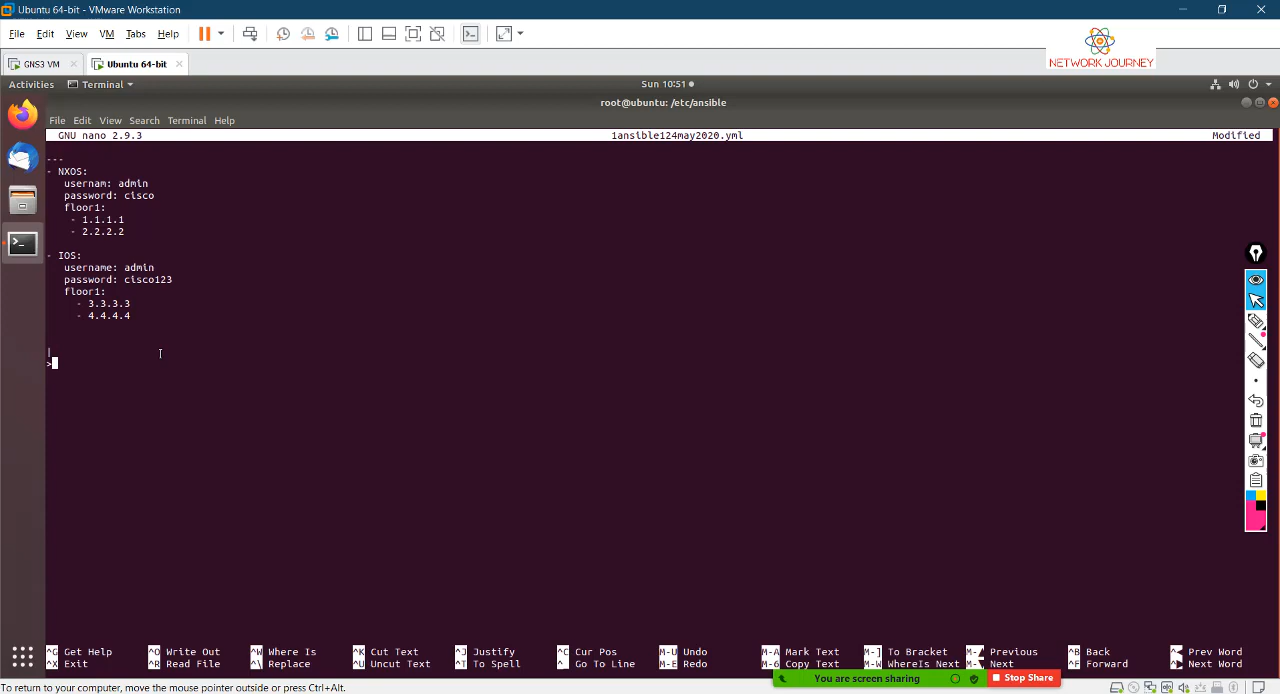 Ubuntu 64-bit - VMware Workstation
File Edit View VM Tabs Help
NETWORK JOURNEY
GNS3 VM Ubuntu 64-bit
Activities Terminal Sun 10:51
root@ubuntu: /etc/ansible
File Edit View Search Terminal Help
GNU nano 2.9.3 1ansible124may2020.yml Modified
---
- NXOS:
usernam: admin
password: cisco
floor1:
- 1.1.1.1
- 2.2.2.2
- IOS:
username: admin
password: cisco123
floor1:
- 3.3.3.3
- 4.4.4.4
|
>
^G Get Help ^O Write Out ^W Where Is ^K Cut Text ^J Justify ^C Cur Pos M-U Undo M-A Mark Text M-] To Bracket M-▲ Previous ^B Back ^◀ Prev Word
^X Exit ^R Read File ^\ Replace ^U Uncut Text ^T To Spell ^_ Go To Line M-E Redo M-6 Copy Text M-W WhereIs Next M-▼ Next ^F Forward ^▶ Next Word
You are sharing Stop Share
To return to your computer, move the mouse pointer outside or press Ctrl+Alt.